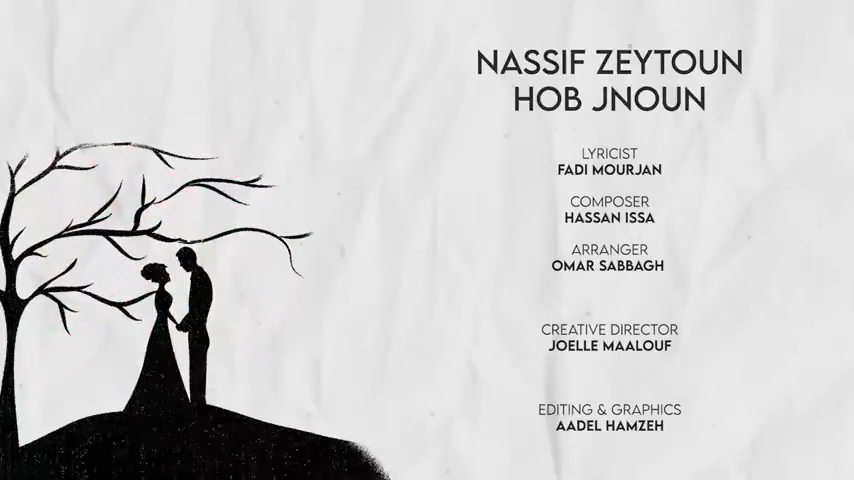 NASSIF ZEYTOUN
HOB JNOUN
LYRICIST
FADI MOURJAN
COMPOSER
HASSAN ISSA
ARRANGER
OMAR SABBAGH
CREATIVE DIRECTOR
JOELLE MAALOUF
EDITING & GRAPHICS
AADEL HAMZEH